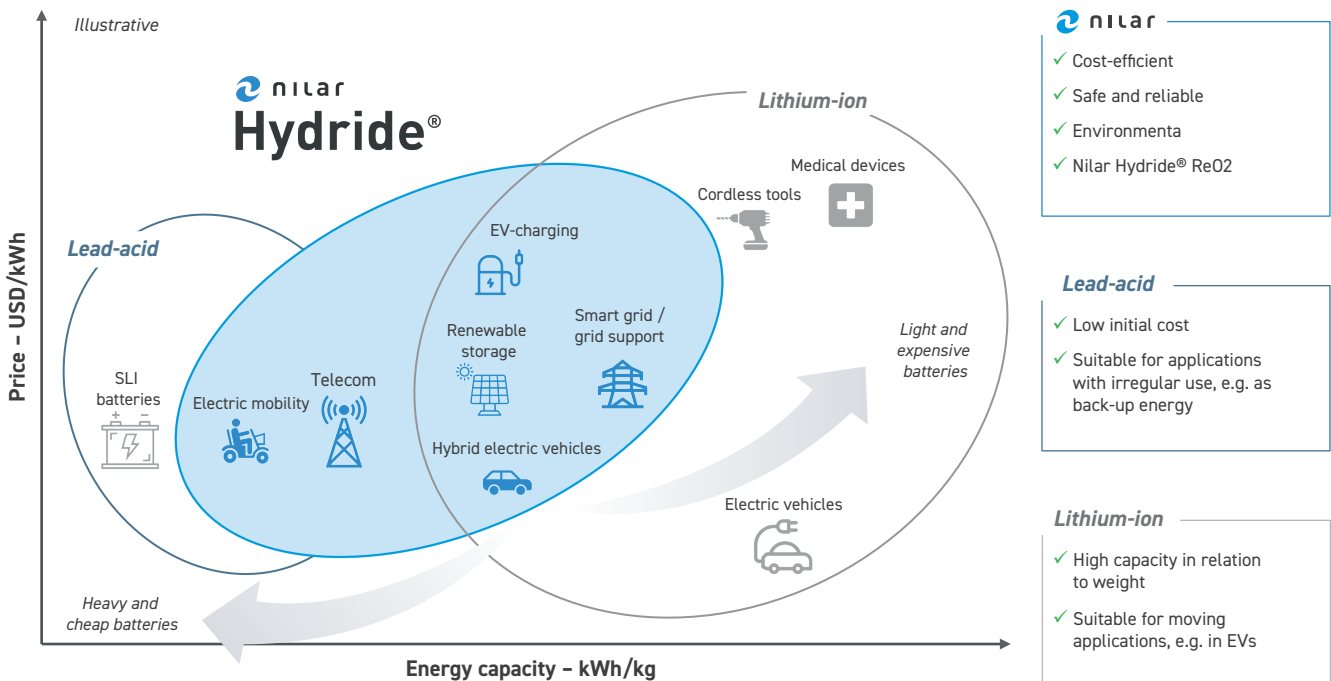 Illustrative
nilar
Hydride®
Lithium-ion
Medical devices
Cordless tools
Lead-acid
EV-charging
Smart grid /
grid support
Renewable
storage
Light and
expensive
batteries
SLI
batteries
Telecom
Electric mobility
Hybrid electric vehicles
Electric vehicles
Heavy and
cheap batteries
Price – USD/kWh
Energy capacity – kWh/kg
nilar
✓ Cost-efficient
✓ Safe and reliable
✓ Environmenta
✓ Nilar Hydride® ReO2
Lead-acid
✓ Low initial cost
✓ Suitable for applications
with irregular use, e.g. as
back-up energy
Lithium-ion
✓ High capacity in relation
to weight
✓ Suitable for moving
applications, e.g. in EVs